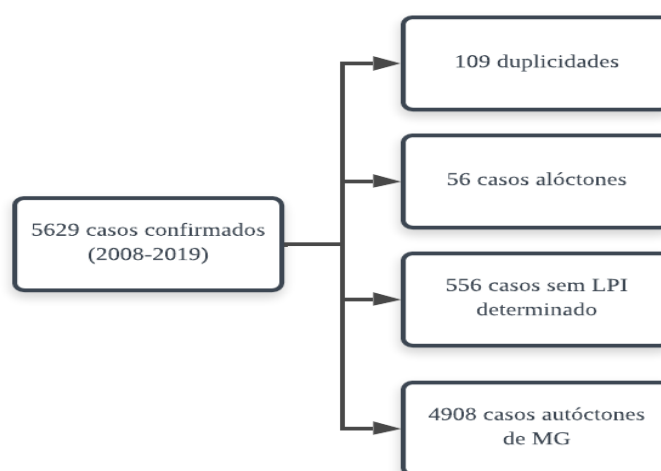 109 duplicidades
56 casos alóctones
5629 casos confirmados
(2008-2019)
556 casos sem LPI
determinado
4908 casos autóctones
de MG